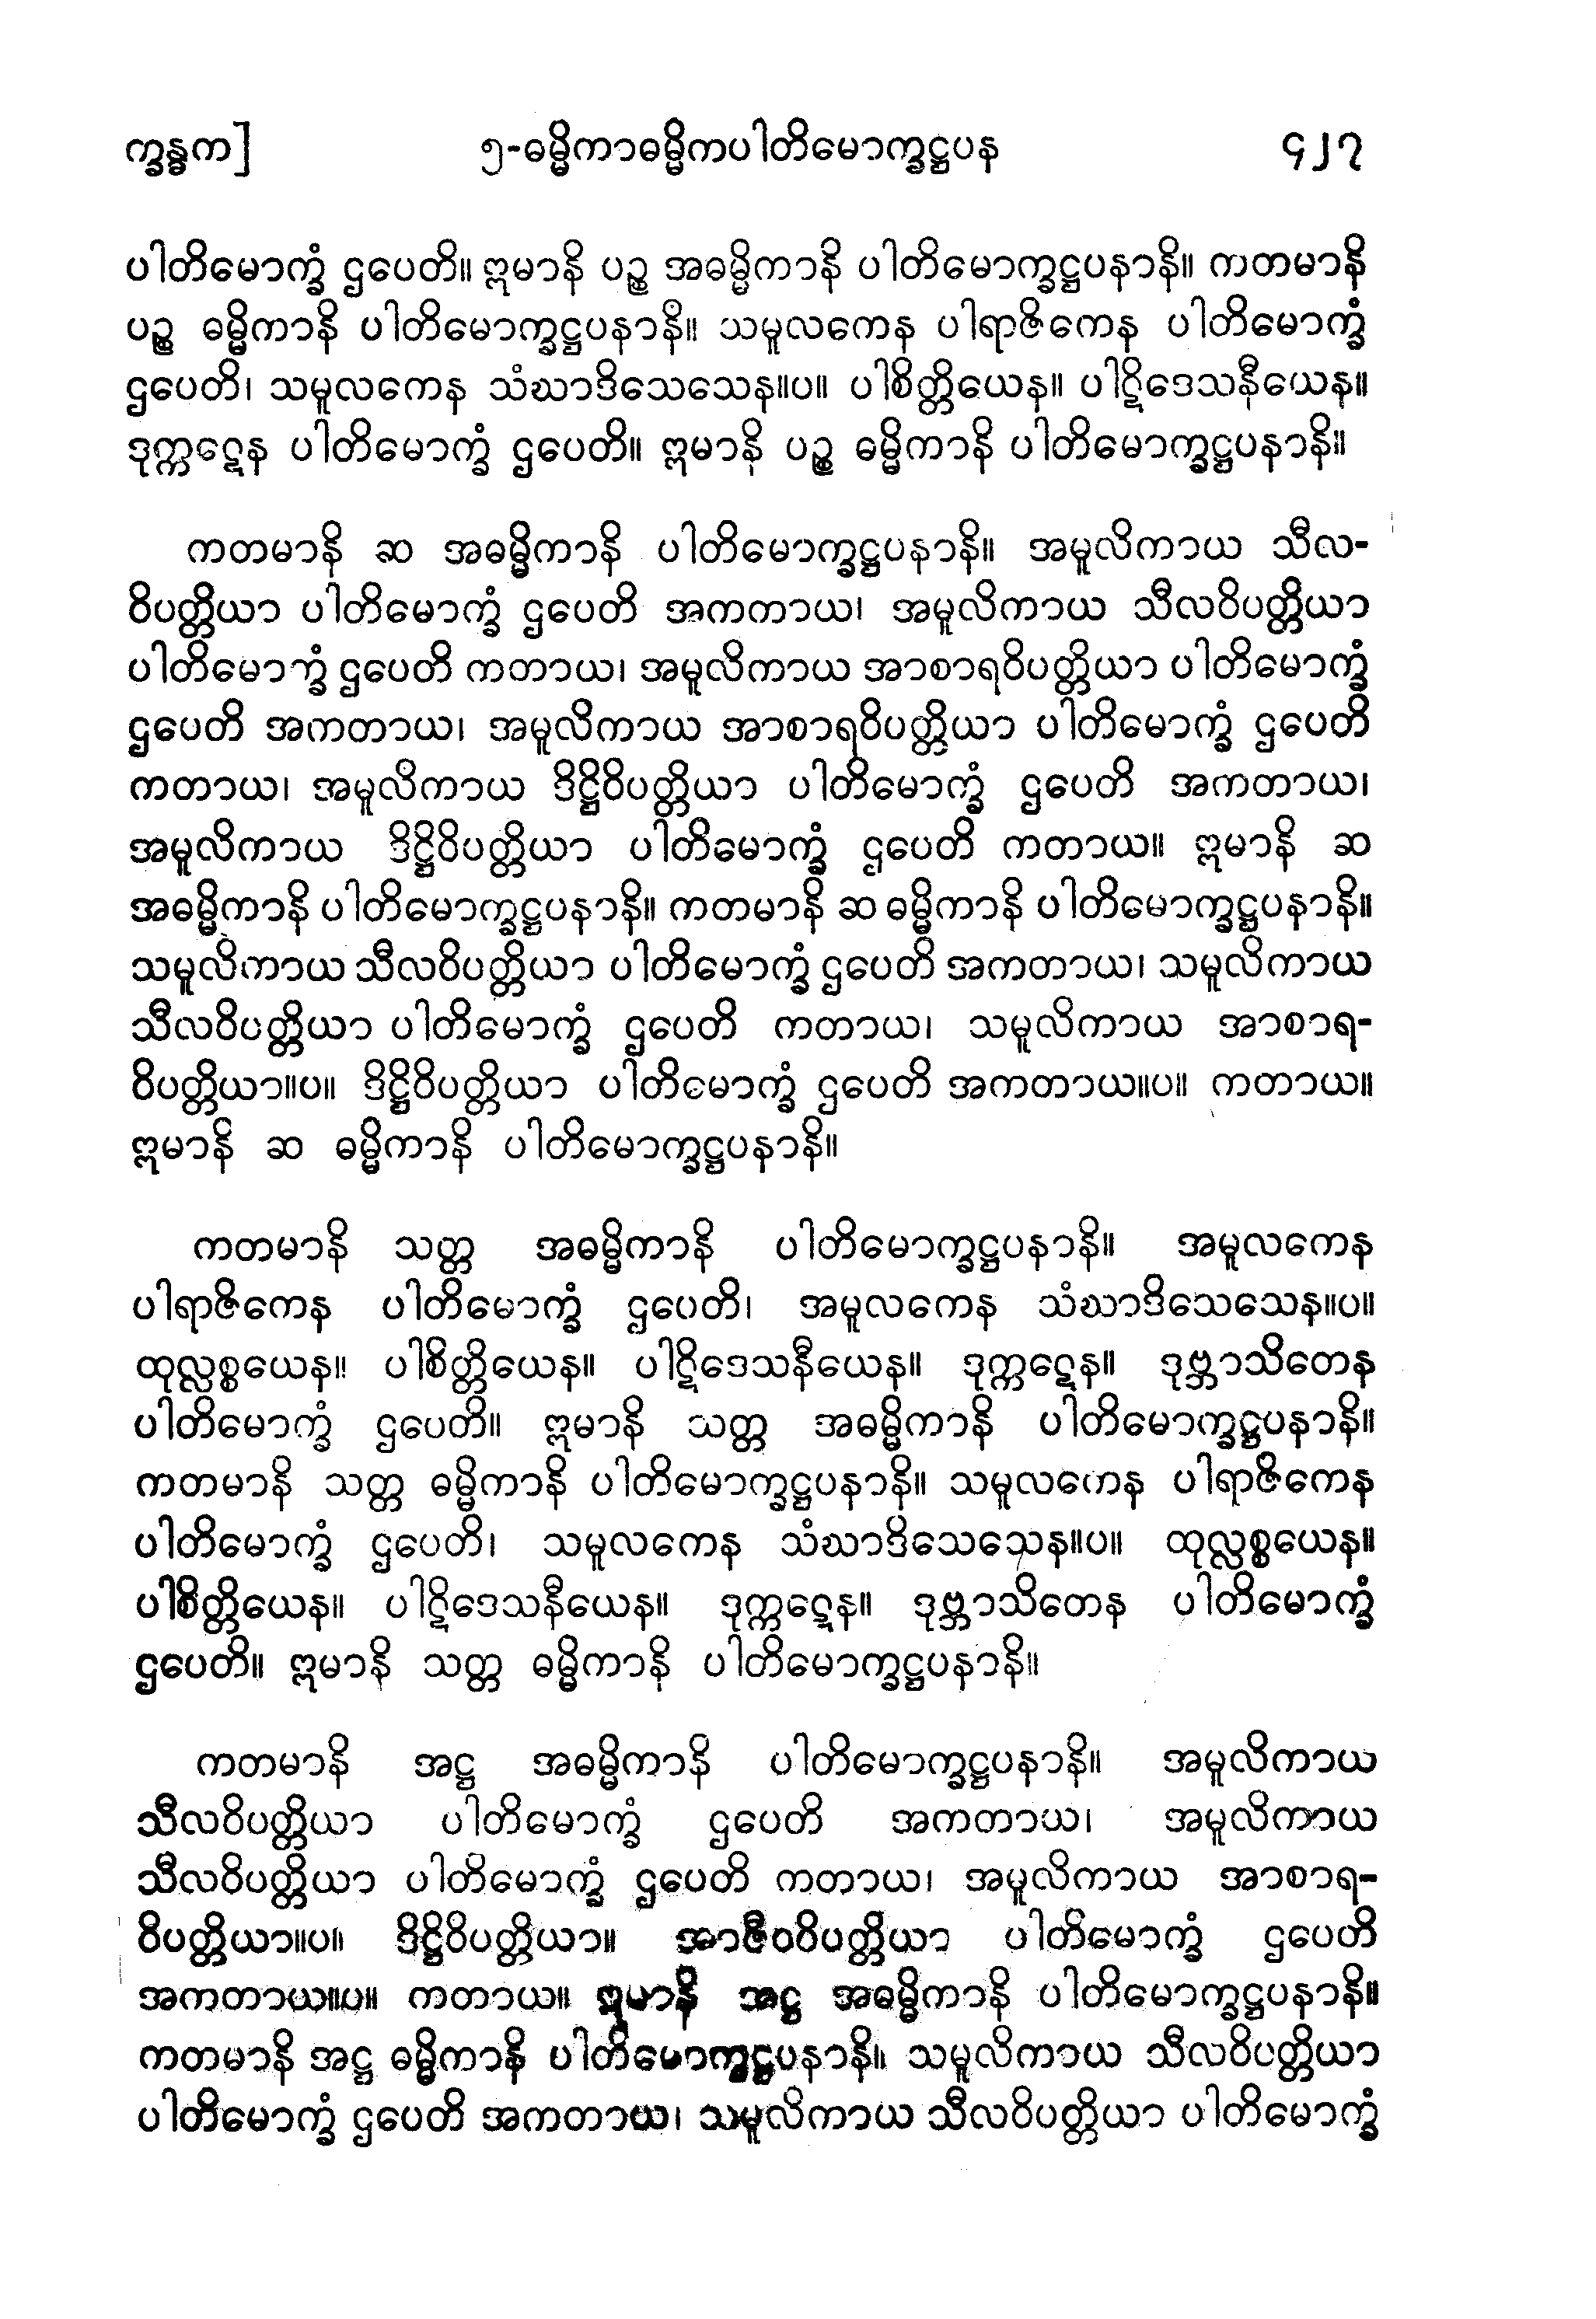 က္ခန္ဓက] ၅-ဓမ္မိကာဓမ္မိကပါတိမောက္ခဋ္ဌပန ၄၂၇
ပါတိမောက္ခံ ဌပေတိ။ ဣမာနိ ပဉ္စ အဓမ္မိကာနိ ပါတိမောက္ခဋ္ဌပနာနိ။ ကတမာနိ
ပဉ္စ ဓမ္မိကာနိ ပါတိမောက္ခဋ္ဌပနာနိ။ သမူလကေန ပါရာဇိကေန ပါတိမောက္ခံ
ဌပေတိ၊ သမူလကေန သံဃာဒိသေသေန။ပ။ ပါစိတ္တိယေန။ ပါဋိဒေသနီယေန။
ဒုက္ကဋေန ပါတိမောက္ခံ ဌပေတိ။ ဣမာနိ ပဉ္စ ဓမ္မိကာနိ ပါတိမောက္ခဋ္ဌပနာနိ။
ကတမာနိ ဆ အဓမ္မိကာနိ ပါတိမောက္ခဋ္ဌပနာနိ။ အမူလိကာယ သီလ-
ဝိပတ္တိယာ ပါတိမောက္ခံ ဌပေတိ အကကာယ၊ အမူလိကာယ သီလဝိပတ္တိယာ
ပါတိမောက္ခံ ဌပေတိ ကတာယ၊ အမူလိကာယ အာစာရဝိပတ္တိယာ ပါတိမောက္ခံ
ဌပေတိ အကတာယ၊ အမူလိကာယ အာစာရဝိပတ္တိယာ ပါတိမောက္ခံ ဌပေတိ
ကတာယ၊ အမူလိကာယ ဒိဋ္ဌိဝိပတ္တိယာ ပါတိမောက္ခံ ဌပေတိ အကတာယ၊
အမူလိကာယ ဒိဋ္ဌိဝိပတ္တိယာ ပါတိမောက္ခံ ဌပေတိ ကတာယ။ ဣမာနိ ဆ
အဓမ္မိကာနိ ပါတိမောက္ခဋ္ဌပနာနိ။ ကတမာနိ ဆ ဓမ္မိကာနိ ပါတိမောက္ခဋ္ဌပနာနိ။
သမူလိကာယ သီလဝိပတ္တိယာ ပါတိမောက္ခံ ဌပေတိ အကတာယ၊ သမူလိကာယ
သီလဝိပတ္တိယာ ပါတိမောက္ခံ ဌပေတိ ကတာယ၊ သမူလိကာယ အာစာရ-
ဝိပတ္တိယာ။ပ။ ဒိဋ္ဌိဝိပတ္တိယာ ပါတိမောက္ခံ ဌပေတိ အကတာယ။ပ။ ကတာယ။
ဣမာနိ ဆ ဓမ္မိကာနိ ပါတိမောက္ခဋ္ဌပနာနိ။
ကတမာနိ သတ္တ အဓမ္မိကာနိ ပါတိမောက္ခဋ္ဌပနာနိ။ အမူလကေန
ပါရာဇိကေန ပါတိမောက္ခံ ဌပေတိ၊ အမူလကေန သံဃာဒိသေသေန။ပ။
ထုလ္လစ္စယေန။ ပါစိတ္တိယေန။ ပါဋိဒေသနီယေန။ ဒုက္ကဋေန။ ဒုဗ္ဘာသိတေန
ပါတိမောက္ခံ ဌပေတိ။ ဣမာနိ သတ္တ အဓမ္မိကာနိ ပါတိမောက္ခဋ္ဌပနာနိ။
ကတမာနိ သတ္တ ဓမ္မိကာနိ ပါတိမောက္ခဋ္ဌပနာနိ။ သမူလကေန ပါရာဇိကေန
ပါတိမောက္ခံ ဌပေတိ၊ သမူလကေန သံဃာဒိသေသေန။ပ။ ထုလ္လစ္စယေန။
ပါစိတ္တိယေန။ ပါဋိဒေသနီယေန။ ဒုက္ကဋေန။ ဒုဗ္ဘာသိတေန ပါတိမောက္ခံ
ဌပေတိ။ ဣမာနိ သတ္တ ဓမ္မိကာနိ ပါတိမောက္ခဋ္ဌပနာနိ။
ကတမာနိ အဋ္ဌ အဓမ္မိကာနိ ပါတိမောက္ခဋ္ဌပနာနိ။ အမူလိကာယ
သီလဝိပတ္တိယာ ပါတိမောက္ခံ ဌပေတိ အကတာယ၊ အမူလိကာယ
သီလဝိပတ္တိယာ ပါတိမောက္ခံ ဌပေတိ ကတာယ၊ အမူလိကာယ အာစာရ-
ဝိပတ္တိယာ။ပ။ ဒိဋ္ဌိဝိပတ္တိယာ။ အာဇီဝဝိပတ္တိယာ ပါတိမောက္ခံ ဌပေတိ
အကတာယ။ပ။ ကတာယ။ ဣမာနိ အဋ္ဌ အဓမ္မိကာနိ ပါတိမောက္ခဋ္ဌပနာနိ။
ကတမာနိ အဋ္ဌ ဓမ္မိကာနိ ပါတိမောက္ခဋ္ဌပနာနိ။ သမူလိကာယ သီလဝိပတ္တိယာ
ပါတိမောက္ခံ ဌပေတိ အကတာယ၊ သမူလိကာယ သီလဝိပတ္တိယာ ပါတိမောက္ခံ